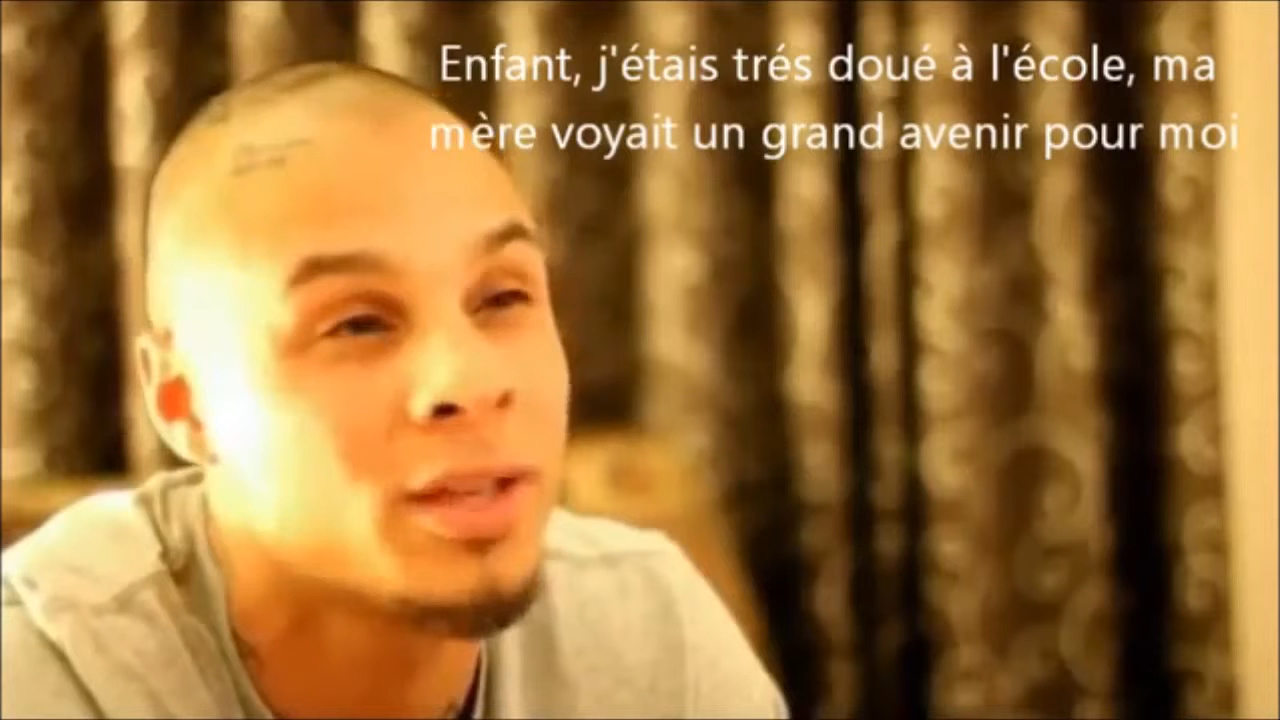 Enfant, j'étais trés doué à l'école, ma
mère voyait un grand avenir pour moi